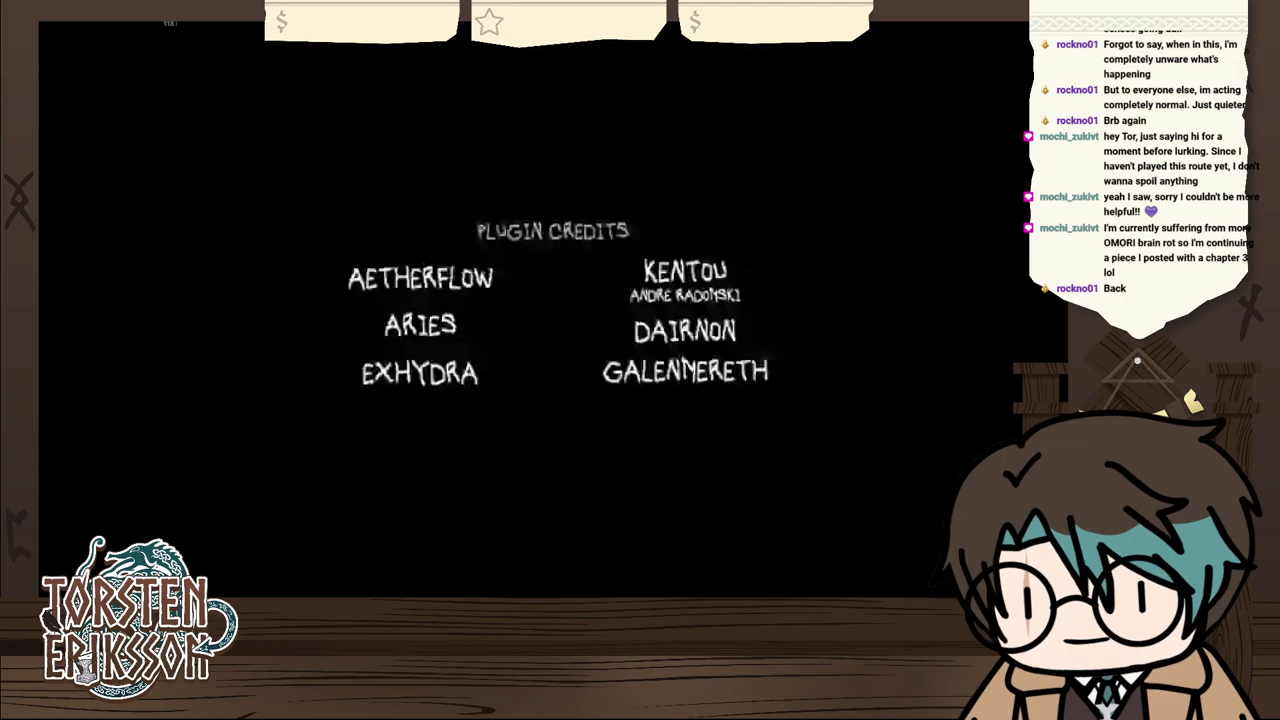 $
$
PLUGIN CREDITS
AETHERFLOW
KENTOU
ANDRE RADOMSKI
ARIES
DAIRNON
EXHYDRA
GALENMERETH
rockno01 Forgot to say, when in this, i'm
completely unware what's
happening
rockno01 But to everyone else, im acting
completely normal. Just quieter
rockno01 Brb again
mochi_zukivt hey Tor, just saying hi for a
moment before lurking. Since I
haven't played this route yet, I don't
wanna spoil anything
mochi_zukivt yeah I saw, sorry I couldn't be more
helpful!! 💜
mochi_zukivt I'm currently suffering from more
OMORI brain rot so I'm continuing
a piece I posted with a chapter 3
lol
rockno01 Back
TORSTEN
ERIKSSON